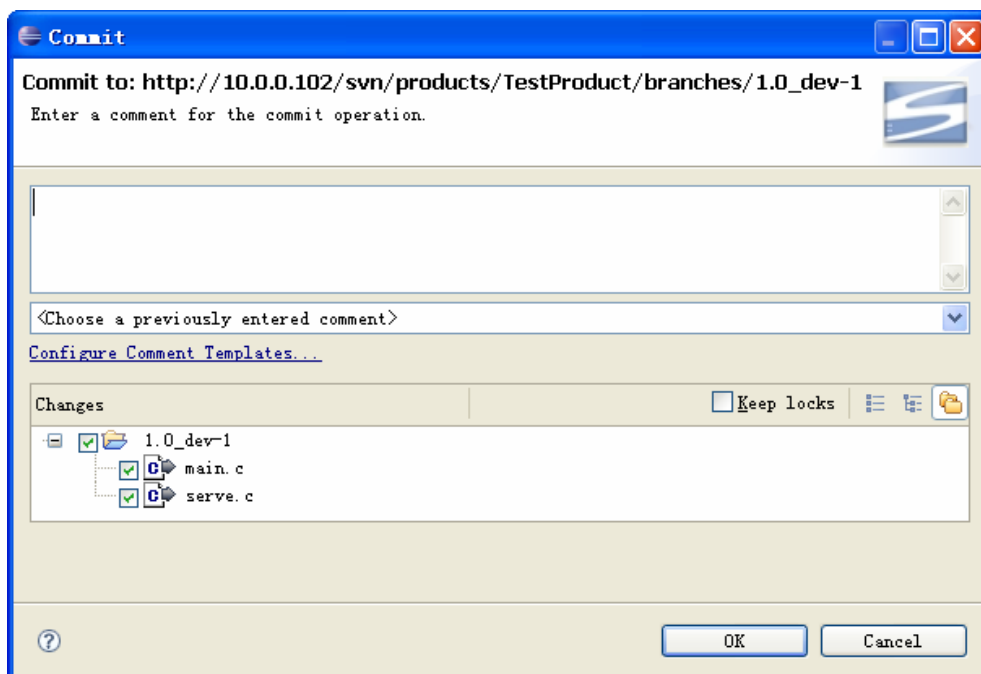 Commit
Commit to: http://10.0.0.102/svn/products/TestProduct/branches/1.0_dev-1
Enter a comment for the commit operation.
<Choose a previously entered comment>
Configure Comment Templates...
Changes
Keep locks
1.0_dev-1
main.c
serve.c
OK
Cancel